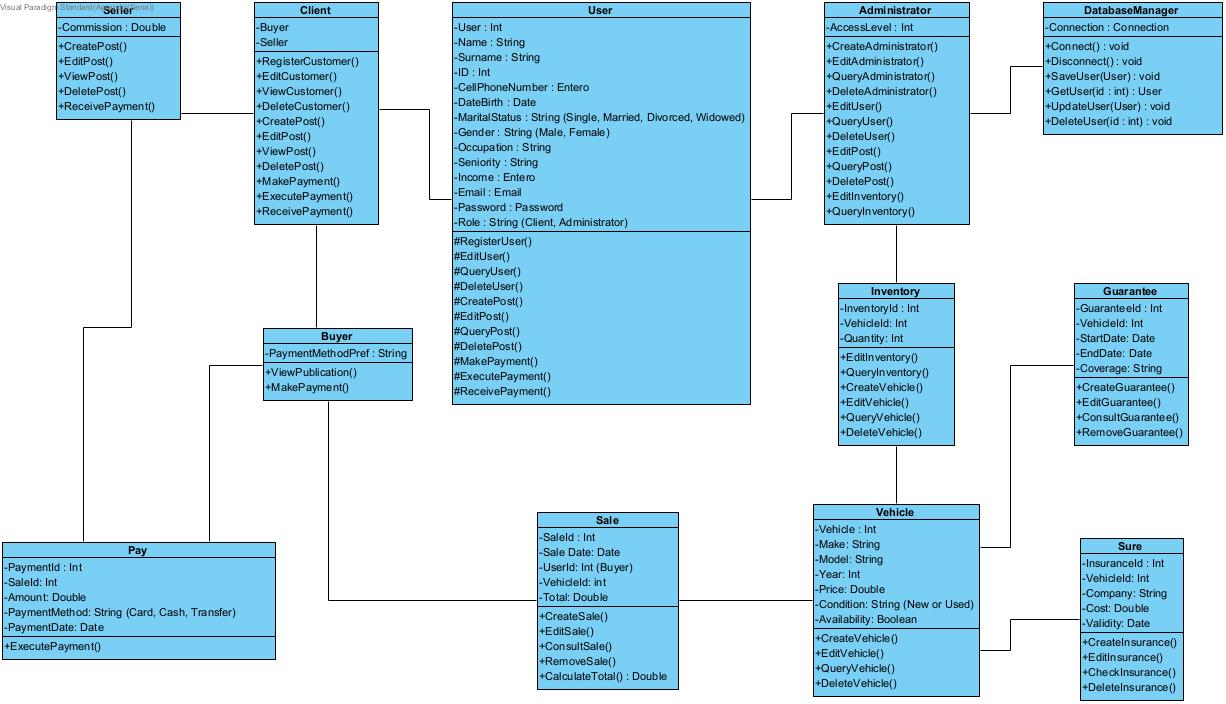 Visual Paradigm Standard(
Seller
-Commission : Double
+CreatePost()
+EditPost()
+ViewPost()
+DeletePost()
+ReceivePayment()
Client
-Buyer
-Seller
+RegisterCustomer()
+EditCustomer()
+ViewCustomer()
+DeleteCustomer()
+CreatePost()
+EditPost()
+ViewPost()
+DeletePost()
+MakePayment()
+ExecutePayment()
+ReceivePayment()
User
-User : Int
-Name : String
-Surname : String
-ID : Int
-CellPhoneNumber : Entero
-DateBirth : Date
-MaritalStatus : String (Single, Married, Divorced, Widowed)
-Gender : String (Male, Female)
-Occupation : String
-Seniority : String
-Income : Entero
-Email : Email
-Password : Password
-Role : String (Client, Administrator)
#RegisterUser()
#EditUser()
#QueryUser()
#DeleteUser()
#CreatePost()
#EditPost()
#QueryPost()
#DeletePost()
#MakePayment()
#ExecutePayment()
#ReceivePayment()
Administrator
-AccessLevel : Int
+CreateAdministrator()
+EditAdministrator()
+QueryAdministrator()
+DeleteAdministrator()
+EditUser()
+QueryUser()
+DeleteUser()
+EditPost()
+QueryPost()
+DeletePost()
+EditInventory()
+QueryInventory()
DatabaseManager
-Connection : Connection
+Connect() : void
+Disconnect() : void
+SaveUser(User) : void
+GetUser(id : int) : User
+UpdateUser(User) : void
+DeleteUser(id : int) : void
Buyer
-PaymentMethodPref : String
+ViewPublication()
+MakePayment()
Inventory
-InventoryId : Int
-VehicleId: Int
-Quantity: Int
+EditInventory()
+QueryInventory()
+CreateVehicle()
+EditVehicle()
+QueryVehicle()
+DeleteVehicle()
Guarantee
-GuaranteeId : Int
-VehicleId: Int
-StartDate: Date
-EndDate: Date
-Coverage: String
+CreateGuarantee()
+EditGuarantee()
+ConsultGuarantee()
+RemoveGuarantee()
Pay
-PaymentId : Int
-SaleId: Int
-Amount: Double
-PaymentMethod: String (Card, Cash, Transfer)
-PaymentDate: Date
+ExecutePayment()
Sale
-SaleId : Int
-Sale Date: Date
-UserId: Int (Buyer)
-VehicleId: int
-Total: Double
+CreateSale()
+EditSale()
+ConsultSale()
+RemoveSale()
+CalculateTotal() : Double
Vehicle
-Vehicle : Int
-Make: String
-Model: String
-Year: Int
-Price: Double
-Condition: String (New or Used)
-Availability: Boolean
+CreateVehicle()
+EditVehicle()
+QueryVehicle()
+DeleteVehicle()
Sure
-InsuranceId : Int
-VehicleId: Int
-Company: String
-Cost: Double
-Validity: Date
+CreateInsurance()
+EditInsurance()
+CheckInsurance()
+DeleteInsurance()